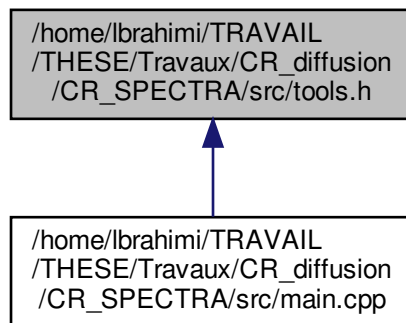 /home/lbrahimi/TRAVAIL
/THESE/Travaux/CR_diffusion
/CR_SPECTRA/src/tools.h
/home/lbrahimi/TRAVAIL
/THESE/Travaux/CR_diffusion
/CR_SPECTRA/src/main.cpp